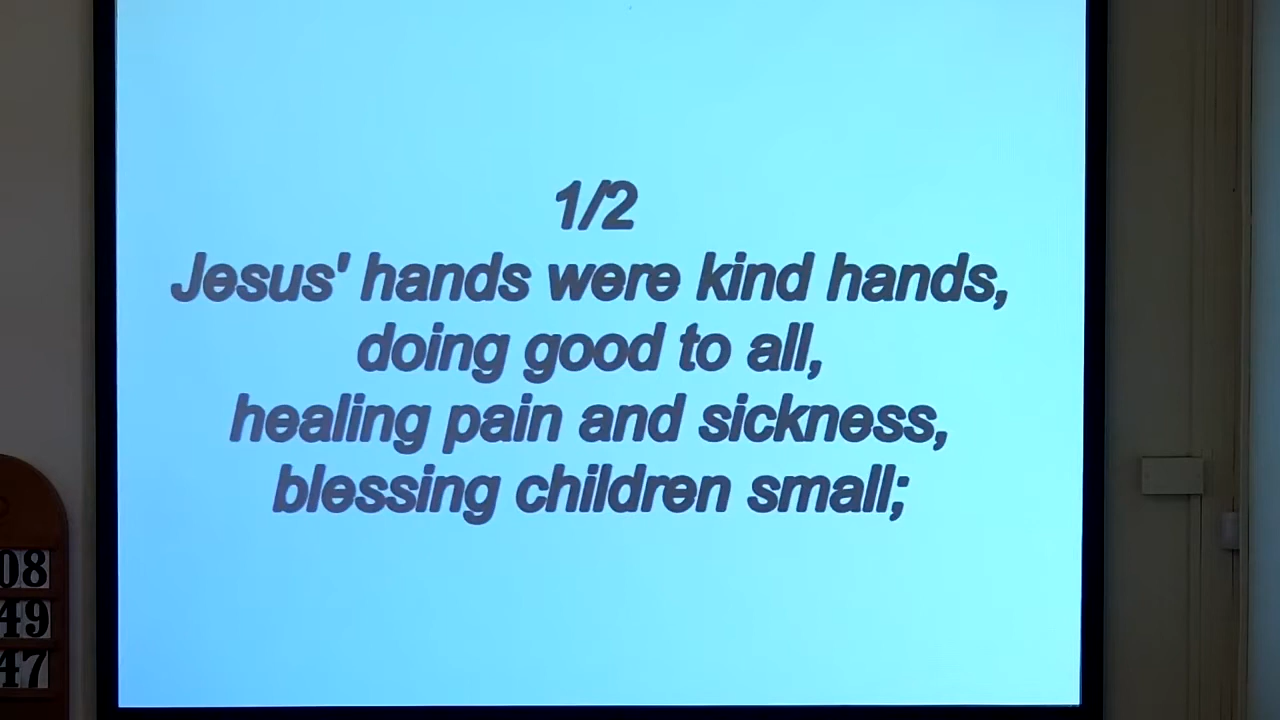 1/2
Jesus' hands were kind hands,
doing good to all,
healing pain and sickness,
blessing children small;
08
49
47